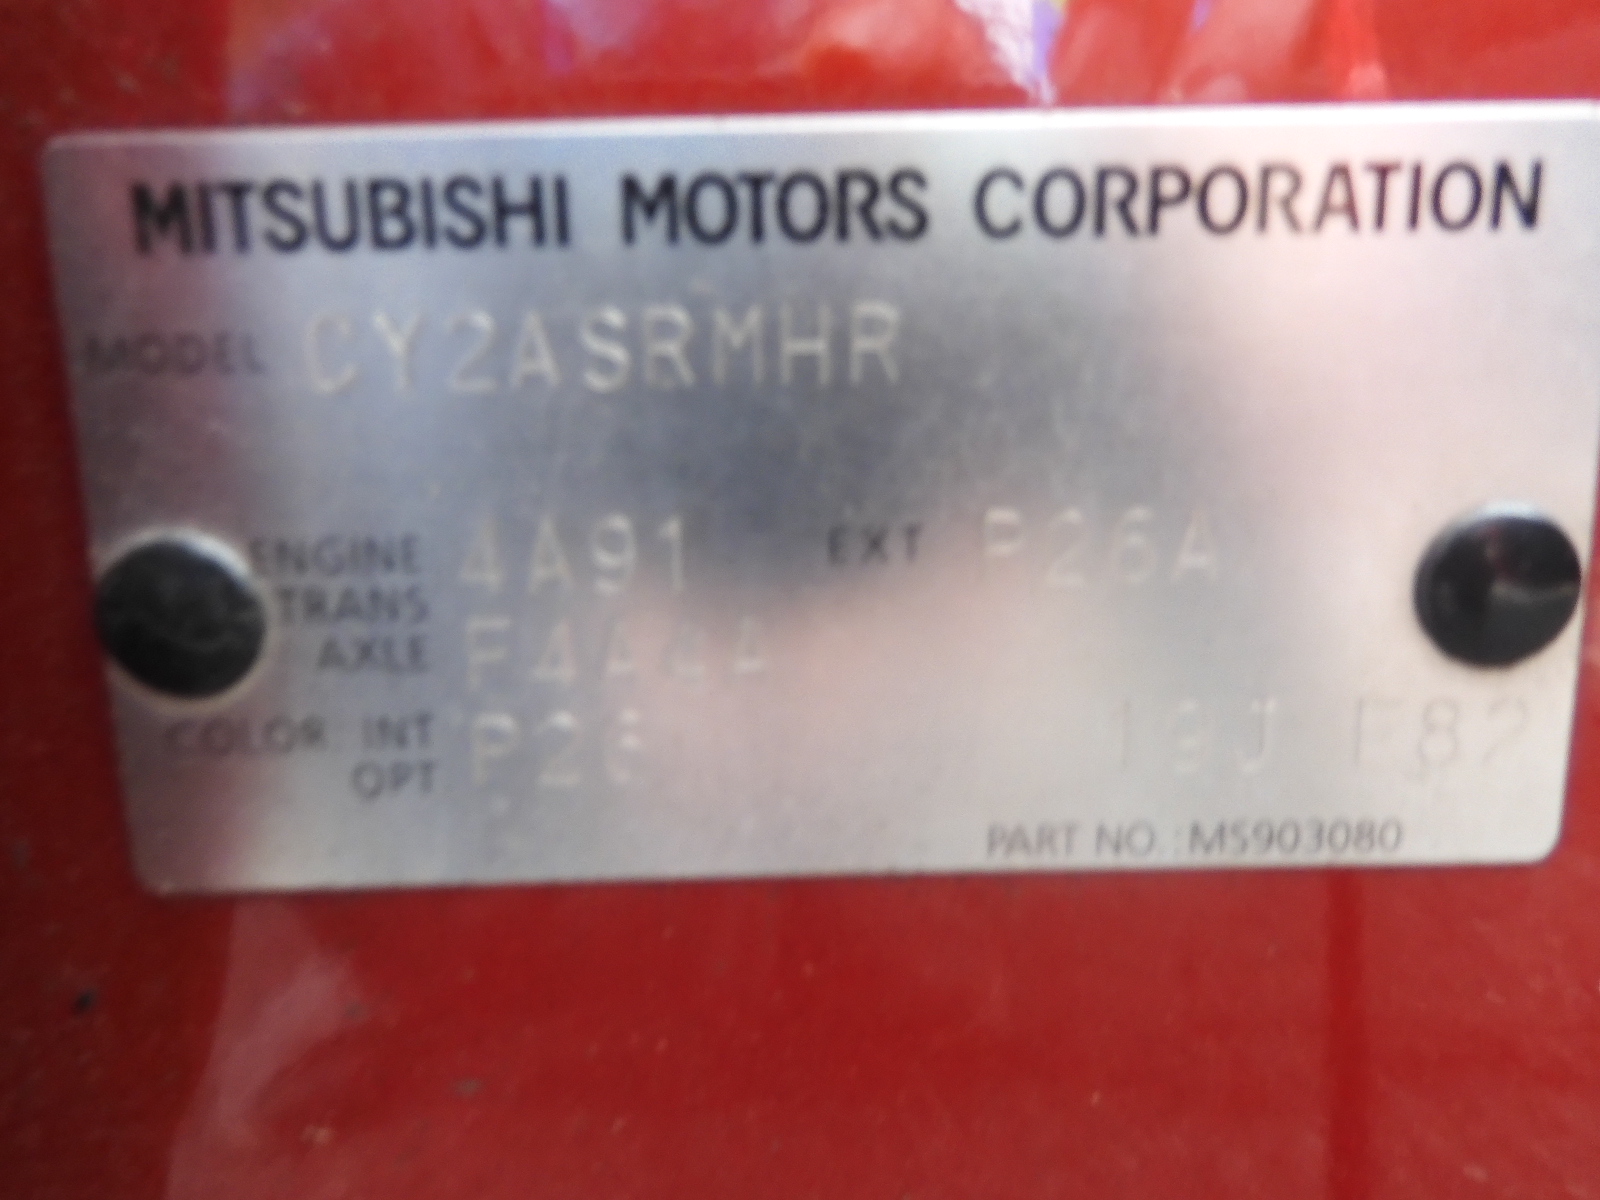 MITSUBISHI MOTORS CORPORATION
MODEL CY2ASRMHR
ENGINE 4A91 EXT P26A
TRANS
AXLE F4A4A
COLOR INT P26
OPT
PART NO. : MS903080